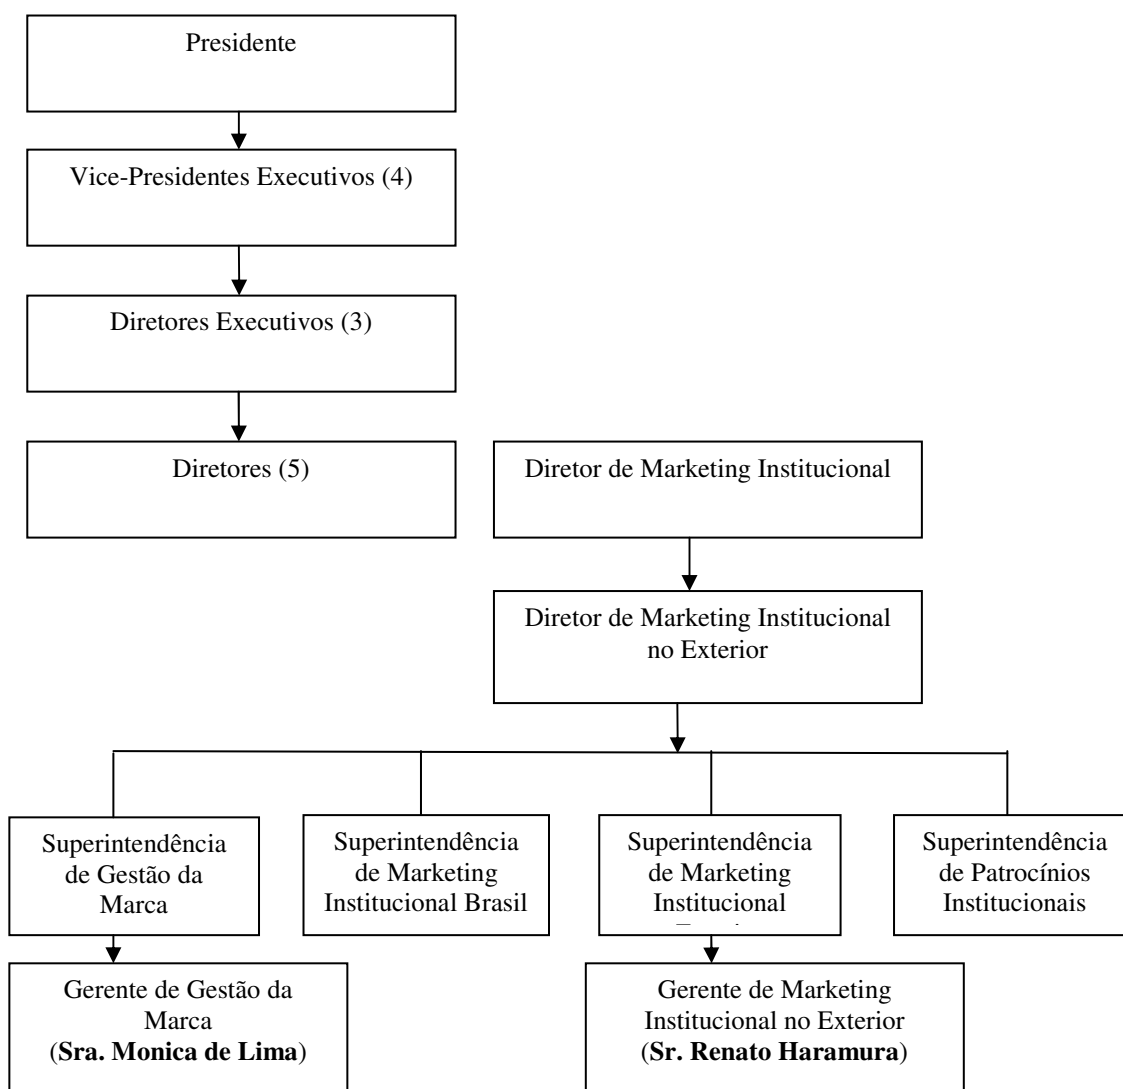 Presidente
Vice-Presidentes Executivos (4)
Diretores Executivos (3)
Diretores (5)
Diretor de Marketing Institucional
Diretor de Marketing Institucional
no Exterior
Superintendência
de Gestão da
Marca
Superintendência
de Marketing
Institucional Brasil
Superintendência
de Marketing
Institucional
Superintendência
de Patrocínios
Institucionais
Gerente de Gestão da
Marca
(Sra. Monica de Lima)
Gerente de Marketing
Institucional no Exterior
(Sr. Renato Haramura)